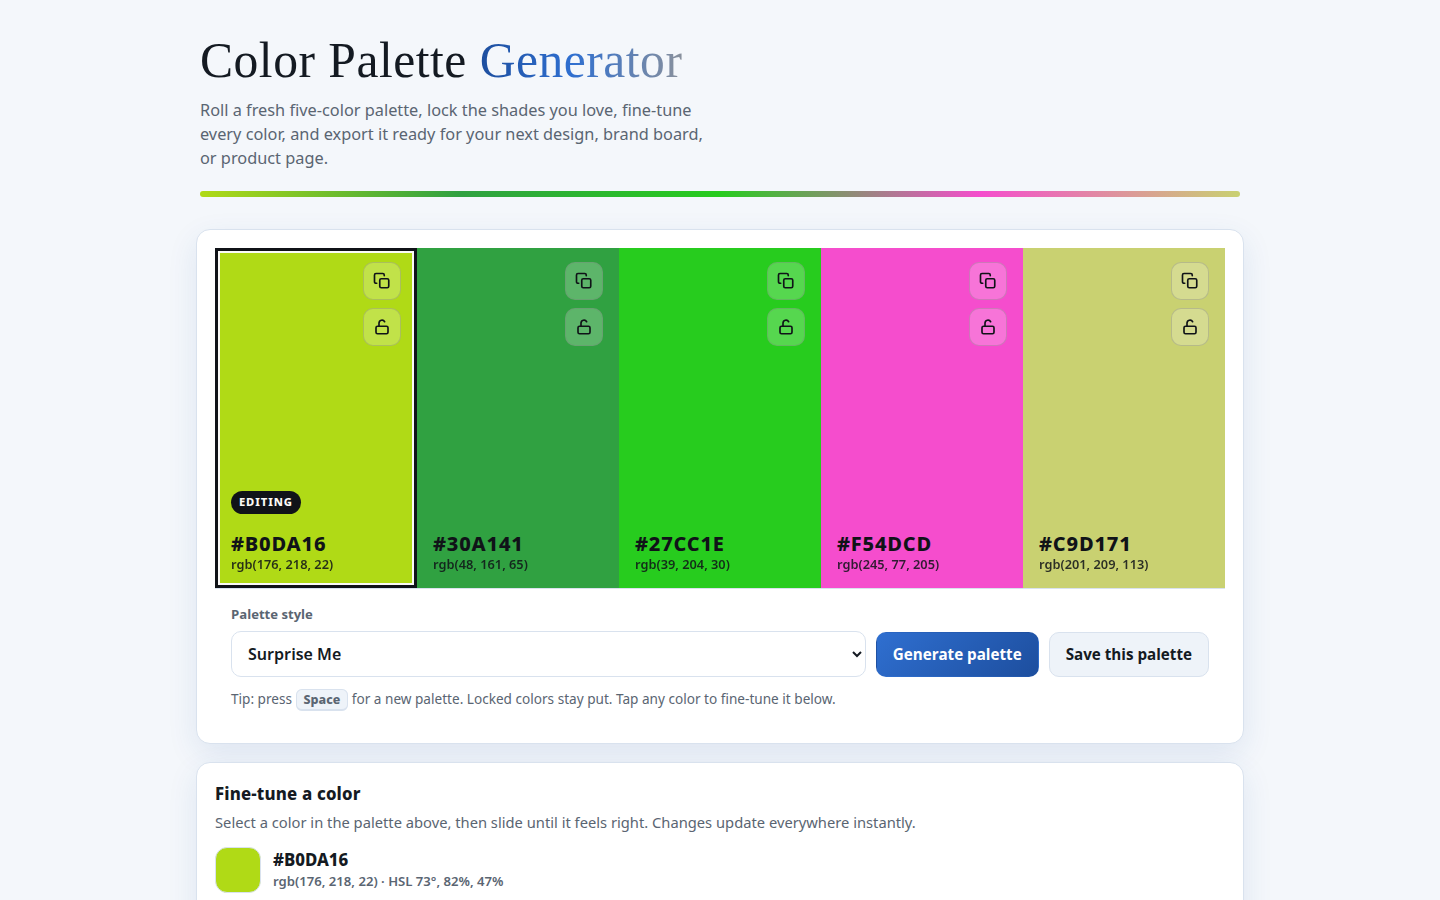 Color Palette Generator
Roll a fresh five-color palette, lock the shades you love, fine-tune
every color, and export it ready for your next design, brand board,
or product page.
EDITING
#B0DA16
rgb(176, 218, 22)
#30A141
rgb(48, 161, 65)
#27CC1E
rgb(39, 204, 30)
#F54DCD
rgb(245, 77, 205)
#C9D171
rgb(201, 209, 113)
Palette style
Surprise Me
Generate palette
Save this palette
Tip: press Space for a new palette. Locked colors stay put. Tap any color to fine-tune it below.
Fine-tune a color
Select a color in the palette above, then slide until it feels right. Changes update everywhere instantly.
#B0DA16
rgb(176, 218, 22) · HSL 73°, 82%, 47%